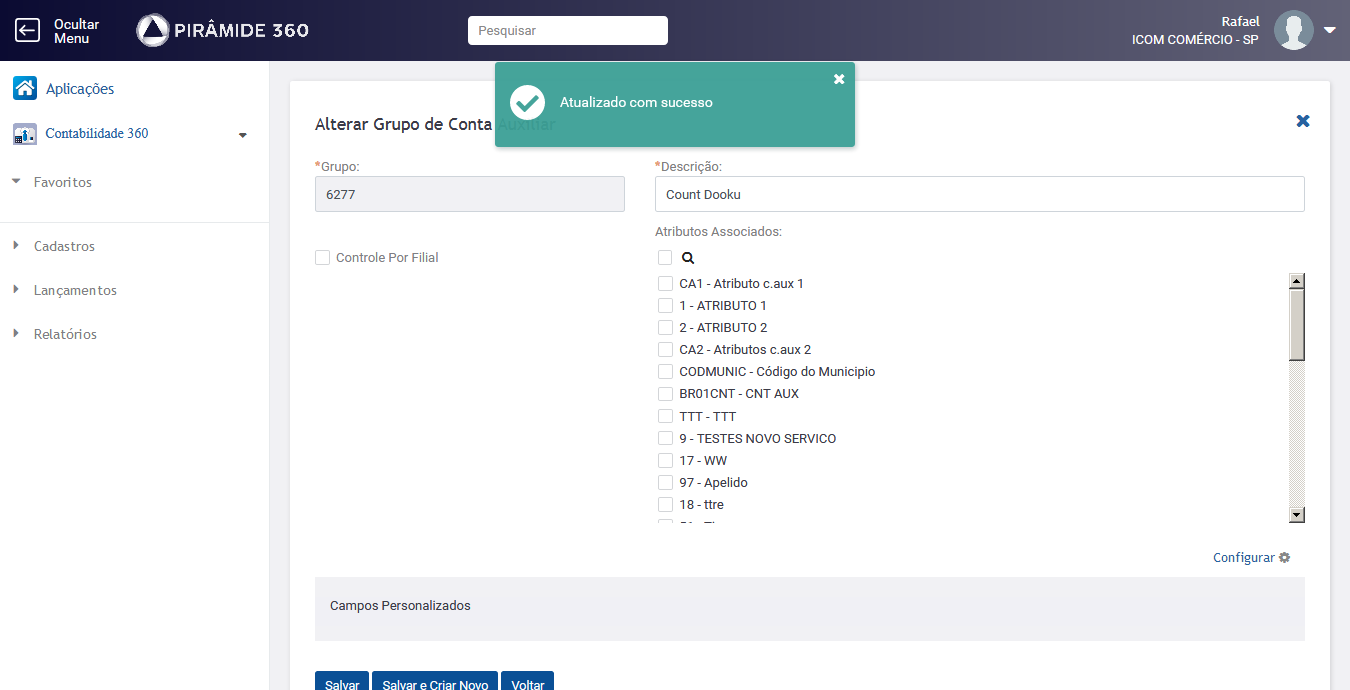 Ocultar
Menu
PIRÂMIDE 360
Pesquisar
Rafael
ICOM COMÉRCIO - SP
Aplicações
Contabilidade 360
Favoritos
Cadastros
Lançamentos
Relatórios
Atualizado com sucesso
Alterar Grupo de Conta Auxiliar
*Grupo:
6277
*Descrição:
Count Dooku
Controle Por Filial
Atributos Associados:
CA1 - Atributo c.aux 1
1 - ATRIBUTO 1
2 - ATRIBUTO 2
CA2 - Atributos c.aux 2
CODMUNIC - Código do Municipio
BR01CNT - CNT AUX
TTT - TTT
9 - TESTES NOVO SERVICO
17 - WW
97 - Apelido
18 - ttre
Configurar
Campos Personalizados
Salvar
Salvar e Criar Novo
Voltar